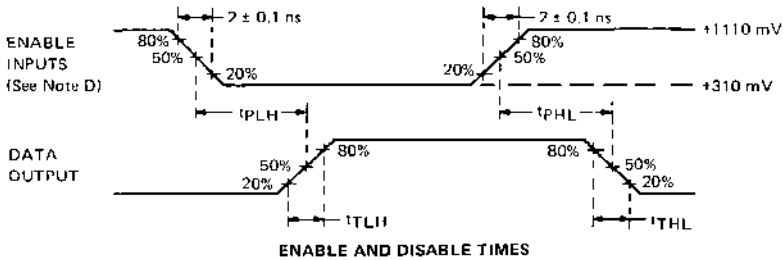 2 ± 0.1 ns
2 ± 0.1 ns
ENABLE
INPUTS
(See Note D)
80%
50%
20%
20%
80%
50%
+1110 mV
+310 mV
tPLH
tPHL
DATA
OUTPUT
20%
50%
80%
80%
50%
20%
tTLH
tTHL
ENABLE AND DISABLE TIMES